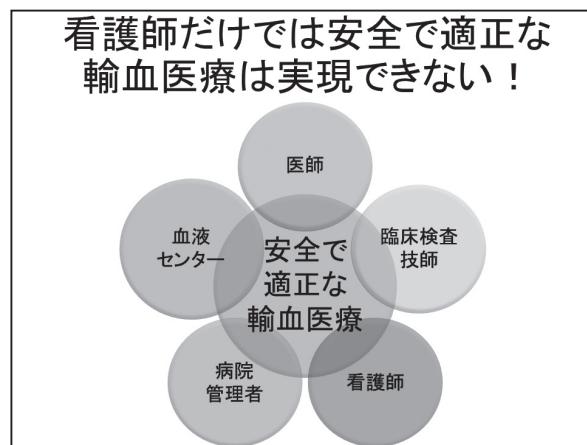 看護師だけでは安全で適正な
輸血医療は実現できない！
医師
血液
センター
臨床検査
技師
安全で
適正な
輸血医療
病院
管理者
看護師